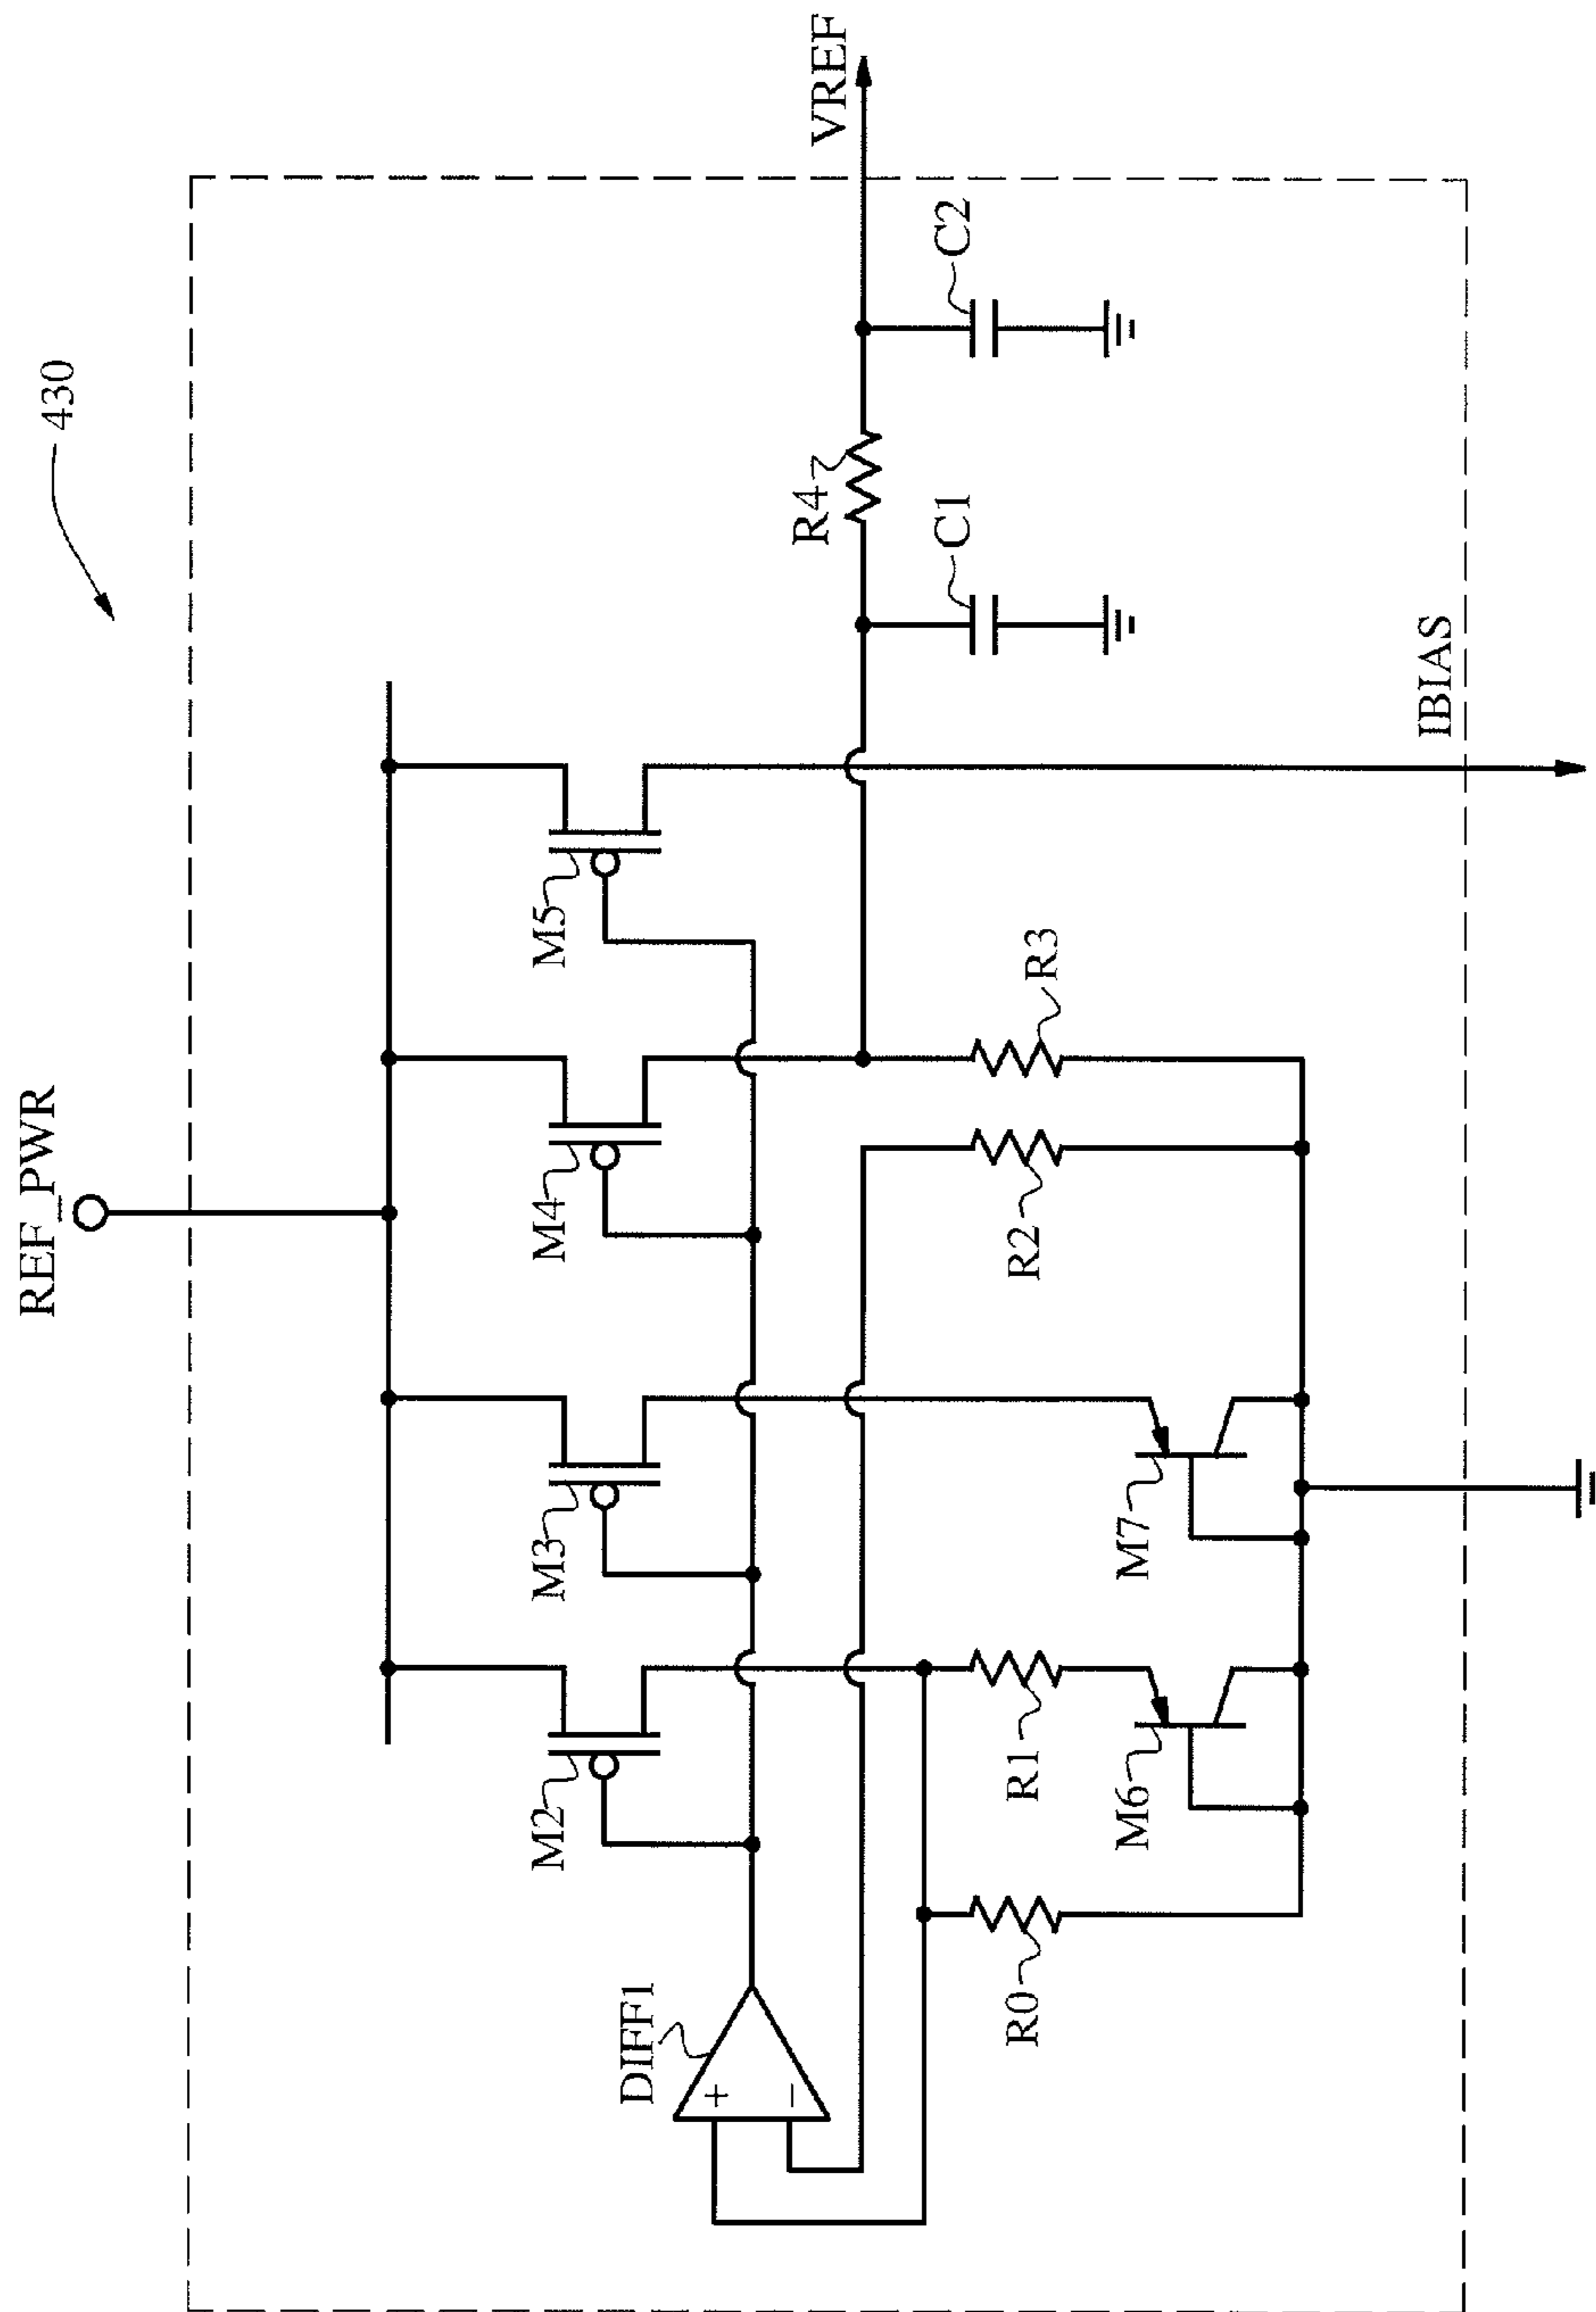 430
REF_PWR
VREF
M2
M3
M4
M5
DIFF1
+
−
R4
C1
C2
R0
R1
R2
R3
M6
M7
IBIAS